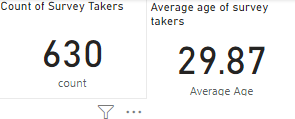 Count of Survey Takers
630
count
Average age of survey
takers
29.87
Average Age